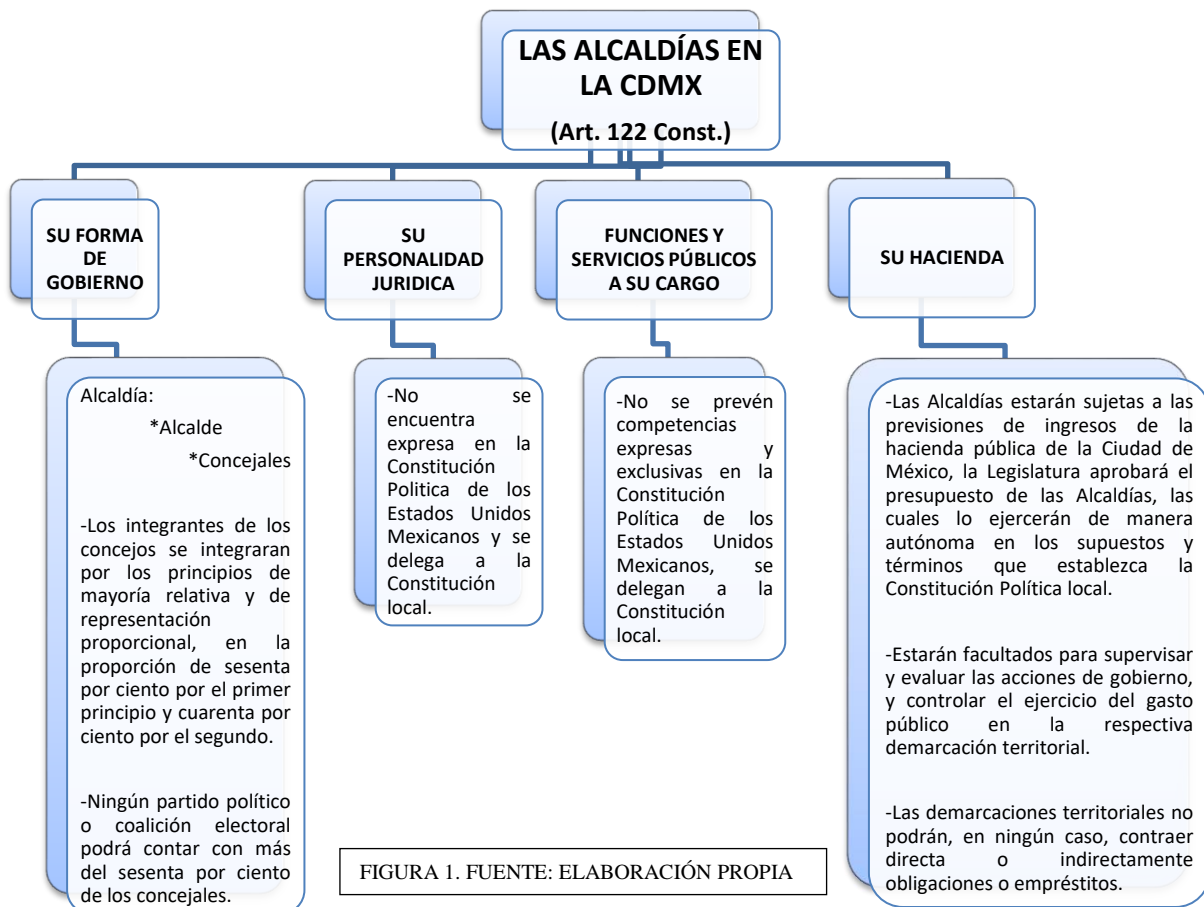 LAS ALCALDÍAS EN
LA CDMX
(Art. 122 Const.)
SU FORMA
DE
GOBIERNO
Alcaldía:
*Alcalde
*Concejales
-Los integrantes de los
concejos se integraran
por los principios de
mayoría relativa y de
representación
proporcional, en la
proporción de sesenta
por ciento por el primer
principio y cuarenta por
ciento por el segundo.
-Ningún partido político
o coalición electoral
podrá contar con más
del sesenta por ciento
de los concejales.
SU
PERSONALIDAD
JURIDICA
-No se
encuentra
expresa en la
Constitución
Politica de los
Estados Unidos
Mexicanos y se
delega a la
Constitución
local.
FUNCIONES Y
SERVICIOS PÚBLICOS
A SU CARGO
-No se prevén
competencias
expresas y
exclusivas en la
Constitución
Política de los
Estados Unidos
Mexicanos, se
delegan a la
Constitución
local.
SU HACIENDA
-Las Alcaldías estarán sujetas a las
previsiones de ingresos de la
hacienda pública de la Ciudad de
México, la Legislatura aprobará el
presupuesto de las Alcaldías, las
cuales lo ejercerán de manera
autónoma en los supuestos y
términos que establezca la
Constitución Política local.
-Estarán facultados para supervisar
y evaluar las acciones de gobierno,
y controlar el ejercicio del gasto
público en la respectiva
demarcación territorial.
-Las demarcaciones territoriales no
podrán, en ningún caso, contraer
directa o indirectamente
obligaciones o empréstitos.
FIGURA 1. FUENTE: ELABORACIÓN PROPIA